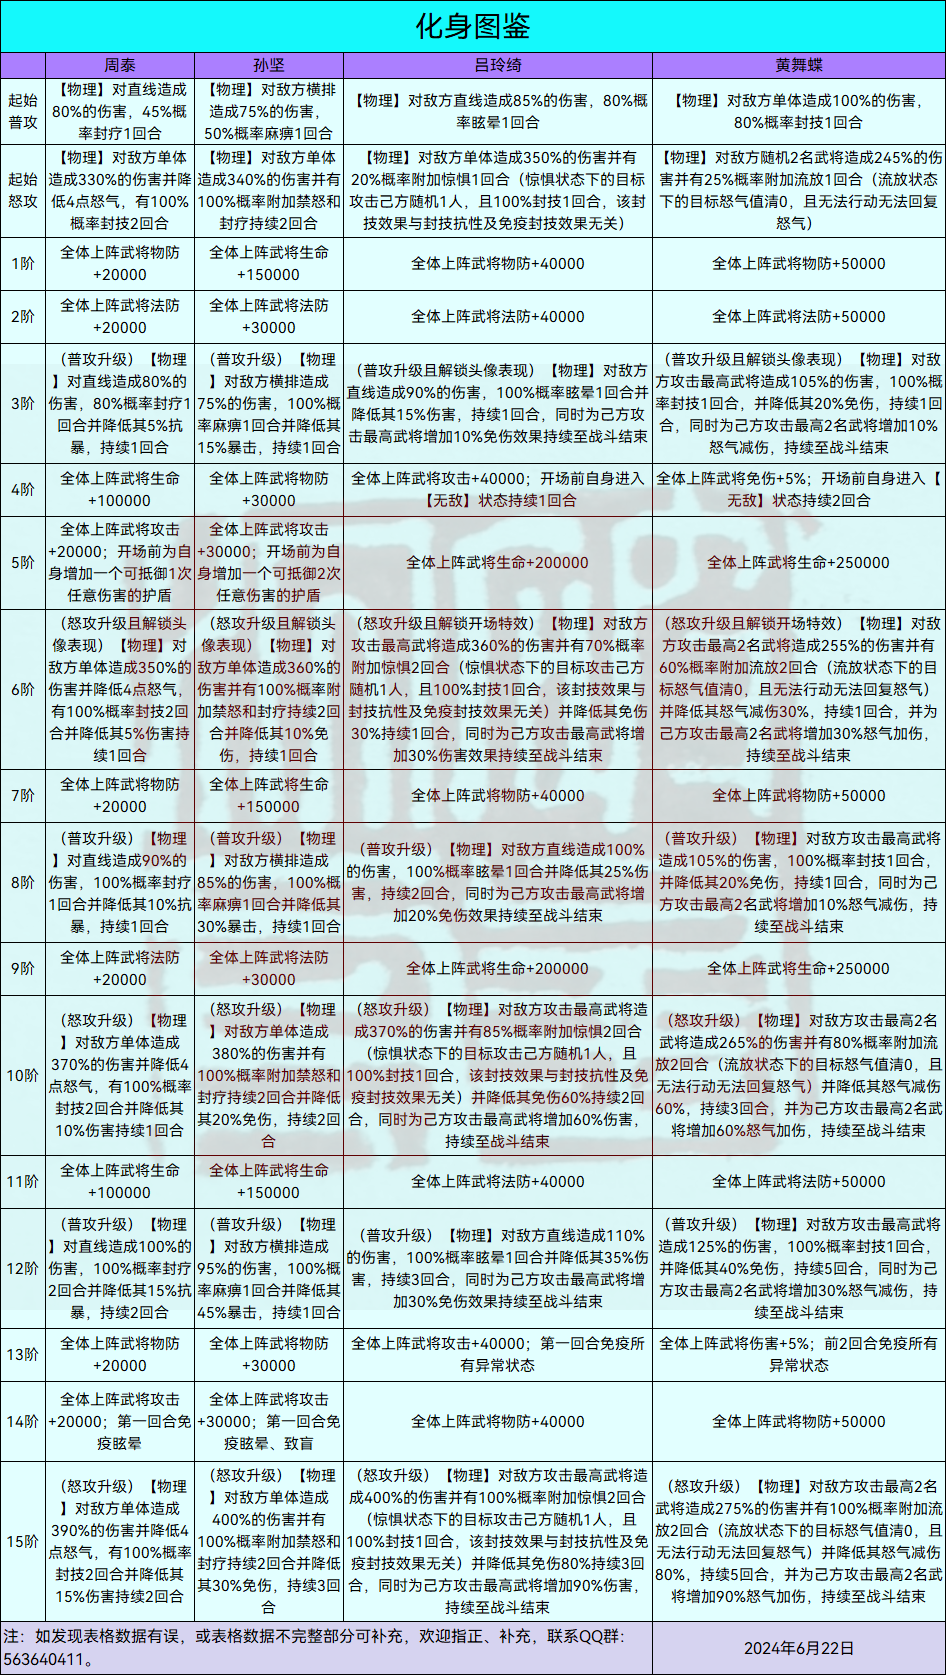 化身图鉴
周泰
孙坚
吕玲绮
黄舞蝶
起始
普攻
【物理】对直线造成
80%的伤害，45%概
率封疗1回合
【物理】对敌方横排
造成75%的伤害，
50%概率麻痹1回合
【物理】对敌方直线造成85%的伤害，80%概
率眩晕1回合
【物理】对敌方单体造成100%的伤害，
80%概率封技1回合
起始
怒攻
【物理】对敌方单体
造成330%的伤害并降
低4点怒气，有100%
概率封技2回合
【物理】对敌方单体
造成340%的伤害并有
100%概率附加禁怒和
封疗持续2回合
【物理】对敌方单体造成350%的伤害并有
20%概率附加惊惧1回合（惊惧状态下的目标
攻击己方随机1人，且100%封技1回合，该封
技效果与封技抗性及免疫封技效果无关）
【物理】对敌方随机2名武将造成245%的伤
害并有25%概率附加流放1回合（流放状态
下的目标怒气值清0，且无法行动无法回复
怒气）
1阶
全体上阵武将物防
+20000
全体上阵武将生命
+150000
全体上阵武将物防+40000
全体上阵武将物防+50000
2阶
全体上阵武将法防
+20000
全体上阵武将法防
+30000
全体上阵武将法防+40000
全体上阵武将法防+50000
3阶
（普攻升级）【物理
】对直线造成80%的
伤害，80%概率封疗1
回合并降低其5%抗
暴，持续1回合
（普攻升级）【物理
】对敌方横排造成
75%的伤害，100%概
率麻痹1回合并降低其
15%暴击，持续1回合
（普攻升级且解锁头像表现）【物理】对敌方
直线造成90%的伤害，100%概率眩晕1回合并
降低其15%伤害，持续1回合，同时为己方攻
击最高武将增加10%免伤效果持续至战斗结束
（普攻升级且解锁头像表现）【物理】对敌
方攻击最高武将造成105%的伤害，100%概
率封技1回合，并降低其20%免伤，持续1回
合，同时为己方攻击最高2名武将增加10%
怒气减伤，持续至战斗结束
4阶
全体上阵武将生命
+100000
全体上阵武将物防
+30000
全体上阵武将攻击+40000；开场前自身进入
【无敌】状态持续1回合
全体上阵武将免伤+5%；开场前自身进入【
无敌】状态持续2回合
5阶
全体上阵武将攻击
+20000；开场前为自
身增加一个可抵御1次
任意伤害的护盾
全体上阵武将攻击
+30000；开场前为自
身增加一个可抵御2次
任意伤害的护盾
全体上阵武将生命+200000
全体上阵武将生命+250000
6阶
（怒攻升级且解锁头
像表现）【物理】对
敌方单体造成350%的
伤害并降低4点怒气，
有100%概率封技2回
合并降低其5%伤害持
续1回合
（怒攻升级且解锁头
像表现）【物理】对
敌方单体造成360%的
伤害并有100%概率附
加禁怒和封疗持续2回
合并降低其10%免
伤，持续1回合
（怒攻升级且解锁开场特效）【物理】对敌方
攻击最高武将造成360%的伤害并有70%概率
附加惊惧2回合（惊惧状态下的目标攻击己方
随机1人，且100%封技1回合，该封技效果与
封技抗性及免疫封技效果无关）并降低其免伤
30%持续1回合，同时为己方攻击最高武将增
加30%伤害效果持续至战斗结束
（怒攻升级且解锁开场特效）【物理】对敌
方攻击最高2名武将造成255%的伤害并有
60%概率附加流放2回合（流放状态下的目
标怒气值清0，且无法行动无法回复怒气）
并降低其怒气减伤30%，持续1回合，并为
己方攻击最高2名武将增加30%怒气加伤，
持续至战斗结束
7阶
全体上阵武将物防
+20000
全体上阵武将生命
+150000
全体上阵武将物防+40000
全体上阵武将物防+50000
8阶
（普攻升级）【物理
】对直线造成90%的
伤害，100%概率封疗
1回合并降低其10%抗
暴，持续1回合
（普攻升级）【物理
】对敌方横排造成
85%的伤害，100%概
率麻痹1回合并降低其
30%暴击，持续1回合
（普攻升级）【物理】对敌方直线造成100%
的伤害，100%概率眩晕1回合并降低其25%伤
害，持续2回合，同时为己方攻击最高武将增
加20%免伤效果持续至战斗结束
（普攻升级）【物理】对敌方攻击最高武将
造成105%的伤害，100%概率封技1回合，
并降低其20%免伤，持续1回合，同时为己
方攻击最高2名武将增加10%怒气减伤，持
续至战斗结束
9阶
全体上阵武将法防
+20000
全体上阵武将法防
+30000
全体上阵武将生命+200000
全体上阵武将生命+250000
10阶
（怒攻升级）【物理
】对敌方单体造成
370%的伤害并降低4
点怒气，有100%概率
封技2回合并降低其
10%伤害持续1回合
（怒攻升级）【物理
】对敌方单体造成
380%的伤害并有
100%概率附加禁怒和
封疗持续2回合并降低
其20%免伤，持续2回
合
（怒攻升级）【物理】对敌方攻击最高武将造
成370%的伤害并有85%概率附加惊惧2回合
（惊惧状态下的目标攻击己方随机1人，且
100%封技1回合，该封技效果与封技抗性及免
疫封技效果无关）并降低其免伤60%持续2回
合，同时为己方攻击最高武将增加60%伤害，
持续至战斗结束
（怒攻升级）【物理】对敌方攻击最高2名
武将造成265%的伤害并有80%概率附加流
放2回合（流放状态下的目标怒气值清0，且
无法行动无法回复怒气）并降低其怒气减伤
60%，持续3回合，并为己方攻击最高2名武
将增加60%怒气加伤，持续至战斗结束
11阶
全体上阵武将生命
+100000
全体上阵武将生命
+150000
全体上阵武将法防+40000
全体上阵武将法防+50000
12阶
（普攻升级）【物理
】对直线造成100%的
伤害，100%概率封疗
2回合并降低其15%抗
暴，持续2回合
（普攻升级）【物理
】对敌方横排造成
95%的伤害，100%概
率麻痹1回合并降低其
45%暴击，持续1回合
（普攻升级）【物理】对敌方直线造成110%
的伤害，100%概率眩晕1回合并降低其35%伤
害，持续3回合，同时为己方攻击最高武将增
加30%免伤效果持续至战斗结束
（普攻升级）【物理】对敌方攻击最高武将
造成125%的伤害，100%概率封技1回合，
并降低其40%免伤，持续5回合，同时为己
方攻击最高2名武将增加30%怒气减伤，持
续至战斗结束
13阶
全体上阵武将物防
+20000
全体上阵武将物防
+30000
全体上阵武将攻击+40000；第一回合免疫所
有异常状态
全体上阵武将伤害+5%；前2回合免疫所有
异常状态
14阶
全体上阵武将攻击
+20000；第一回合免
疫眩晕
全体上阵武将攻击
+30000；第一回合免
疫眩晕、致盲
全体上阵武将物防+40000
全体上阵武将物防+50000
15阶
（怒攻升级）【物理
】对敌方单体造成
390%的伤害并降低4
点怒气，有100%概率
封技2回合并降低其
15%伤害持续2回合
（怒攻升级）【物理
】对敌方单体造成
400%的伤害并有
100%概率附加禁怒和
封疗持续2回合并降低
其30%免伤，持续3回
合
（怒攻升级）【物理】对敌方攻击最高武将造
成400%的伤害并有100%概率附加惊惧2回合
（惊惧状态下的目标攻击己方随机1人，且
100%封技1回合，该封技效果与封技抗性及免
疫封技效果无关）并降低其免伤80%持续3回
合，同时为己方攻击最高武将增加90%伤害，
持续至战斗结束
（怒攻升级）【物理】对敌方攻击最高2名
武将造成275%的伤害并有100%概率附加流
放2回合（流放状态下的目标怒气值清0，且
无法行动无法回复怒气）并降低其怒气减伤
80%，持续5回合，并为己方攻击最高2名武
将增加90%怒气加伤，持续至战斗结束
注：如发现表格数据有误，或表格数据不完整部分可补充，欢迎指正、补充，联系QQ群：
563640411。
2024年6月22日